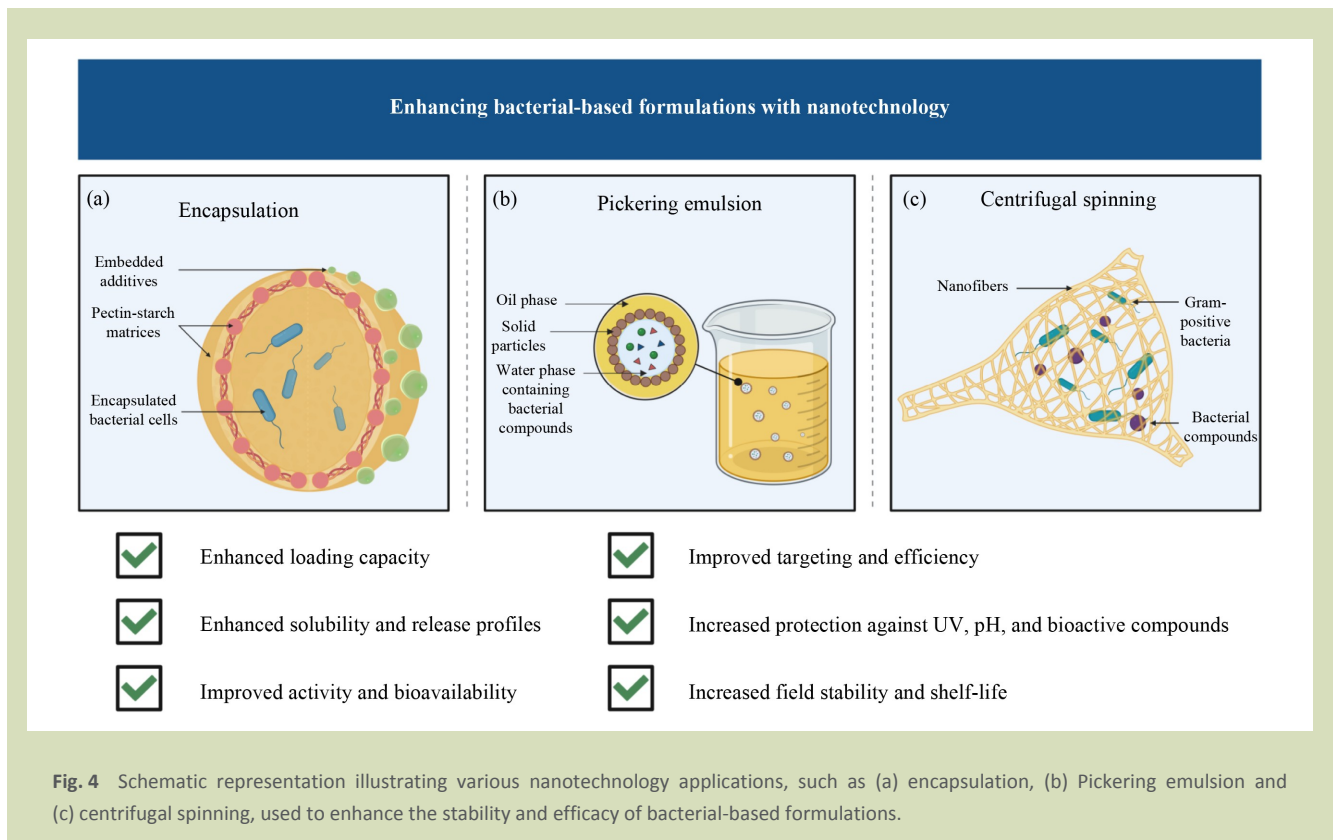 Enhancing bacterial-based formulations with nanotechnology
(a)
Encapsulation
Embedded
additives
Pectin-starch
matrices
Encapsulated
bacterial cells
(b)
Pickering emulsion
Oil phase
Solid
particles
Water phase
containing
bacterial
compounds
(c)
Centrifugal spinning
Nanofibers
Gram-
positive
bacteria
Bacterial
compounds
Enhanced loading capacity
Enhanced solubility and release profiles
Improved activity and bioavailability
Improved targeting and efficiency
Increased protection against UV, pH, and bioactive compounds
Increased field stability and shelf-life
Fig. 4 Schematic representation illustrating various nanotechnology applications, such as (a) encapsulation, (b) Pickering emulsion and
(c) centrifugal spinning, used to enhance the stability and efficacy of bacterial-based formulations.